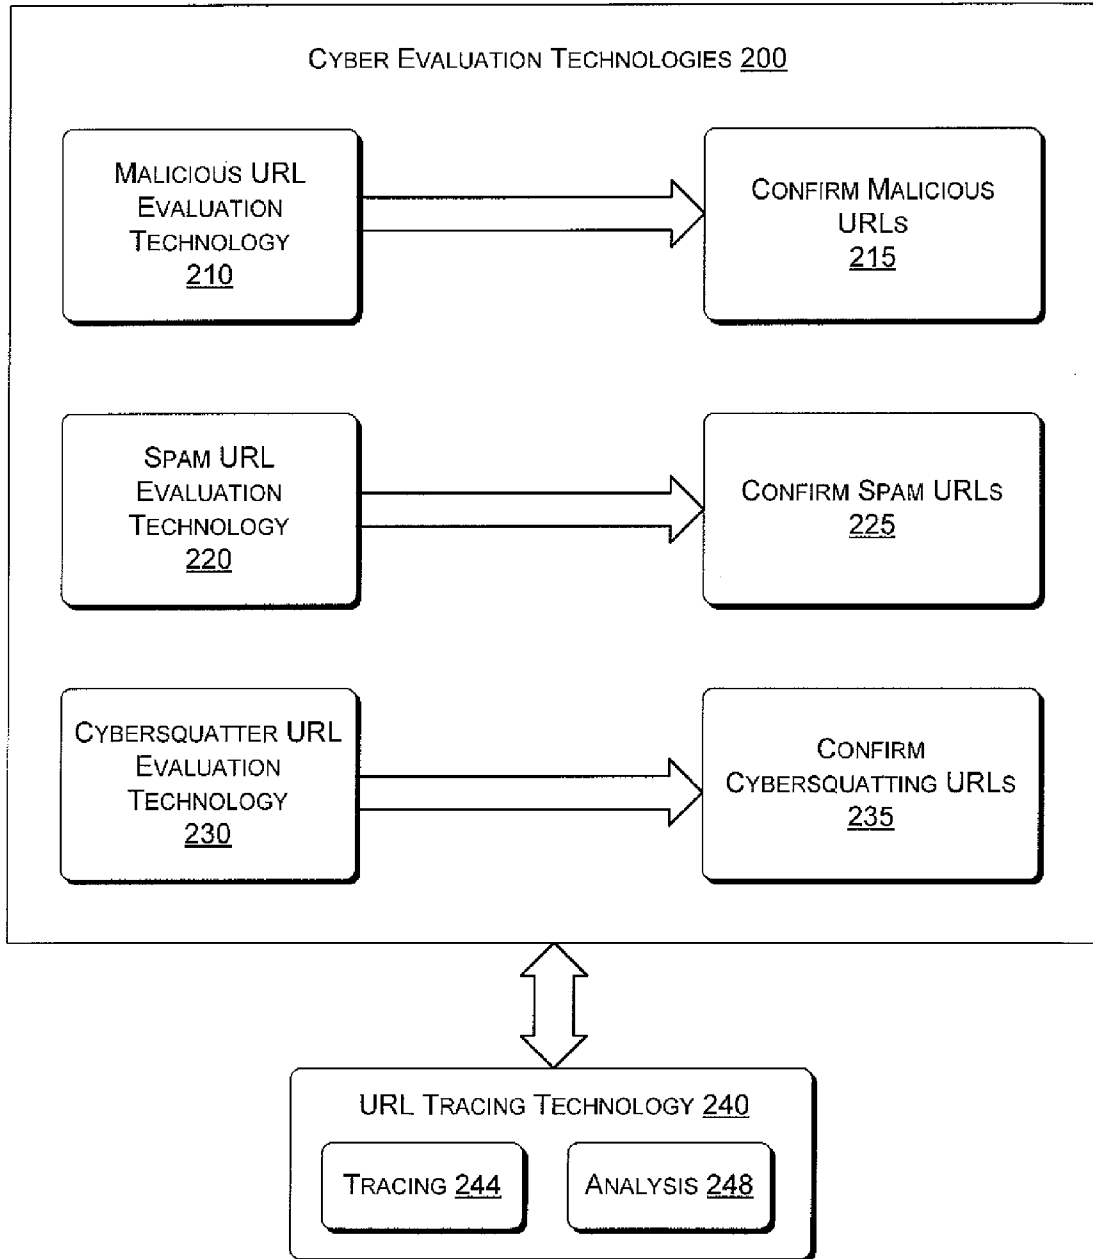 CYBER EVALUATION TECHNOLOGIES 200
MALICIOUS URL
EVALUATION
TECHNOLOGY
210
CONFIRM MALICIOUS
URLS
215
SPAM URL
EVALUATION
TECHNOLOGY
220
CONFIRM SPAM URLS
225
CYBERSQUATTER URL
EVALUATION
TECHNOLOGY
230
CONFIRM
CYBERSQUATTING URLS
235
URL TRACING TECHNOLOGY 240
TRACING 244
ANALYSIS 248